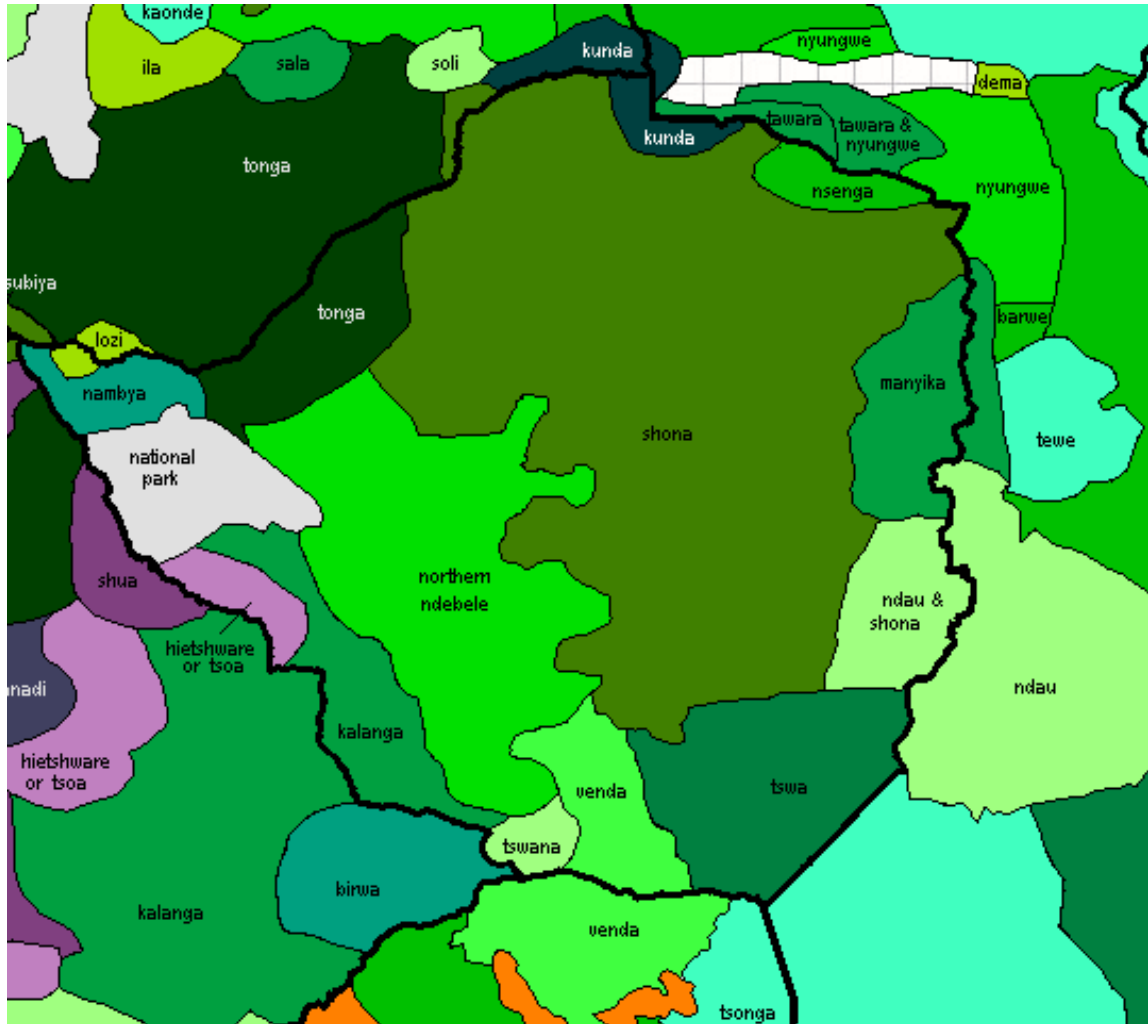 kaonde
ila
sala
soli
kunda
nyungwe
dema
kunda
tawara
tawara &
nyungwe
tonga
nsenga
nyungwe
subiya
tonga
barwe
lozi
nambya
manyika
tewe
shona
national
park
shua
northern
ndebele
ndau &
shona
hietshware
or tsoa
anadi
ndau
kalanga
hietshware
or tsoa
venda
tswa
tswana
birwa
kalanga
venda
tsonga